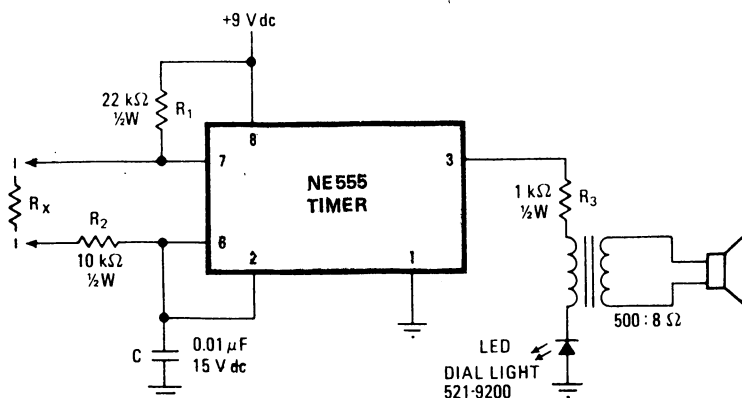 +9 V dc
22 kΩ
½W
R1
8
7
3
NE555
TIMER
1 kΩ
½W
R3
RX
R2
10 kΩ
½W
6
2
1
500 : 8 Ω
C
0.01 μF
15 V dc
LED
DIAL LIGHT
521-9200